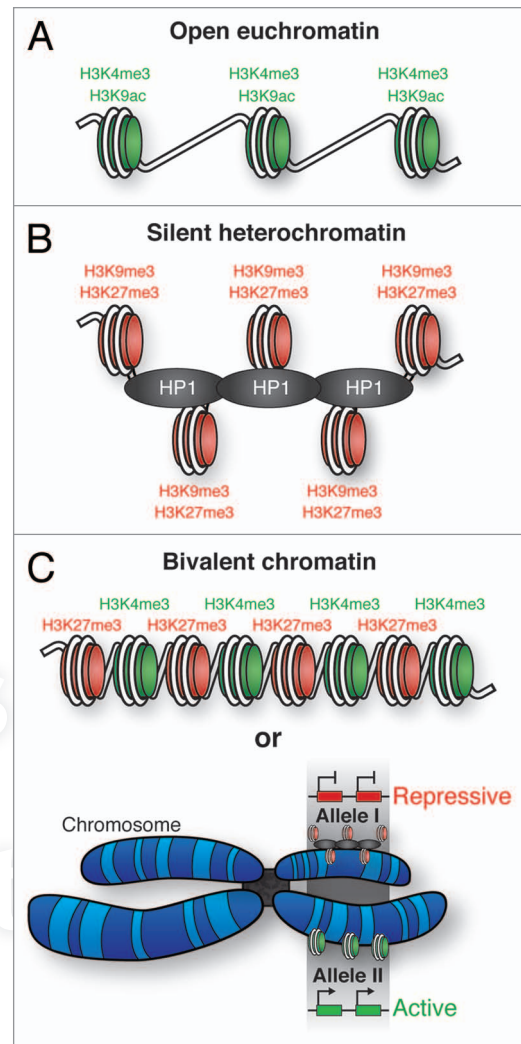 A
Open euchromatin
H3K4me3 H3K4me3 H3K4me3
H3K9ac H3K9ac H3K9ac
B
Silent heterochromatin
H3K9me3 H3K9me3 H3K9me3
H3K27me3 H3K27me3 H3K27me3
HP1 HP1 HP1
H3K9me3 H3K9me3
H3K27me3 H3K27me3
C
Bivalent chromatin
H3K4me3 H3K4me3 H3K4me3 H3K4me3
H3K27me3 H3K27me3 H3K27me3 H3K27me3
or
Repressive
Allele I
Chromosome
Allele II
Active